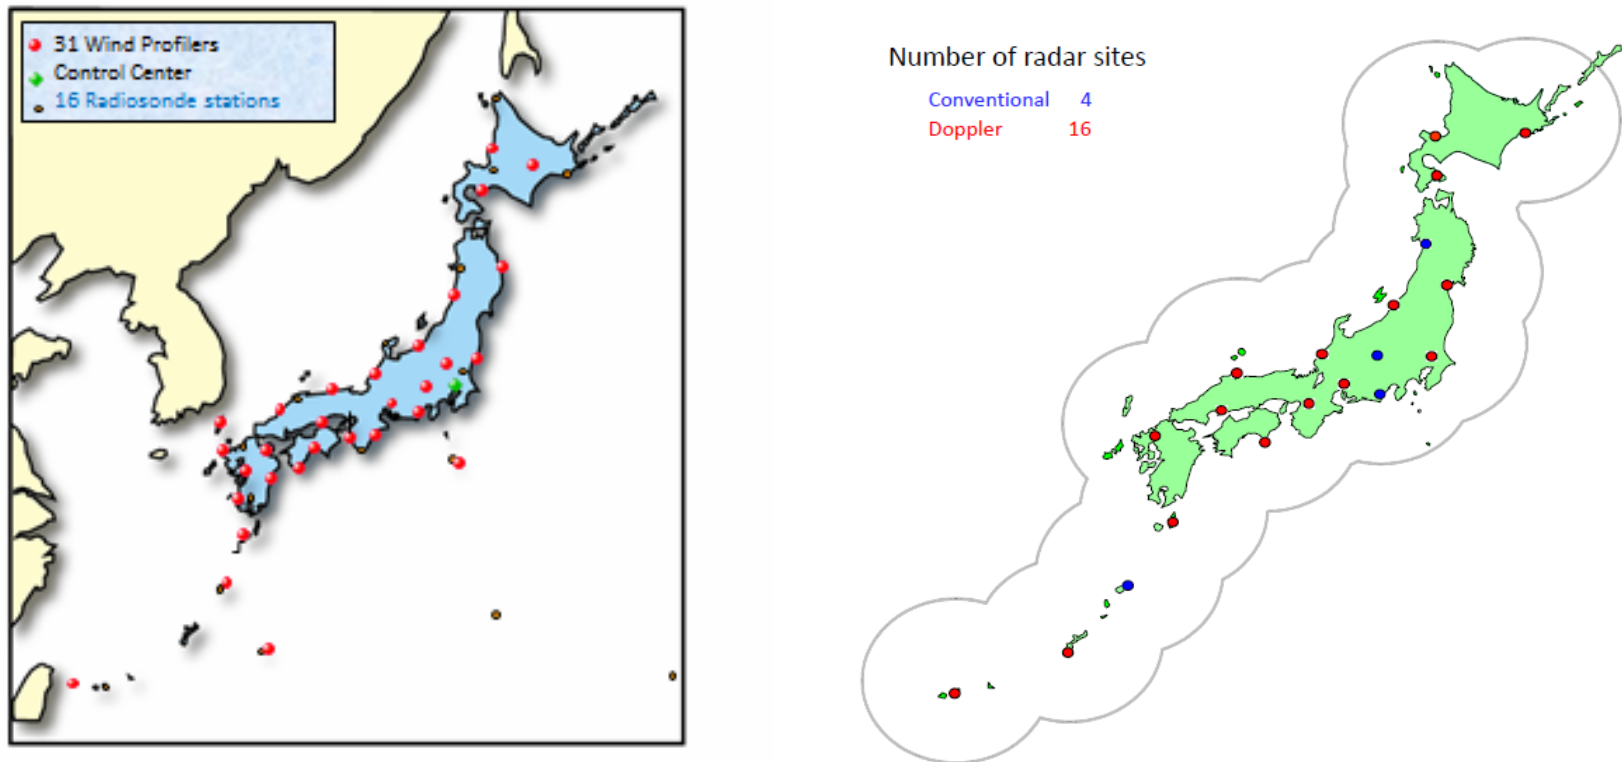 31 Wind Profilers
Control Center
16 Radiosonde stations
Number of radar sites
Conventional 4
Doppler 16